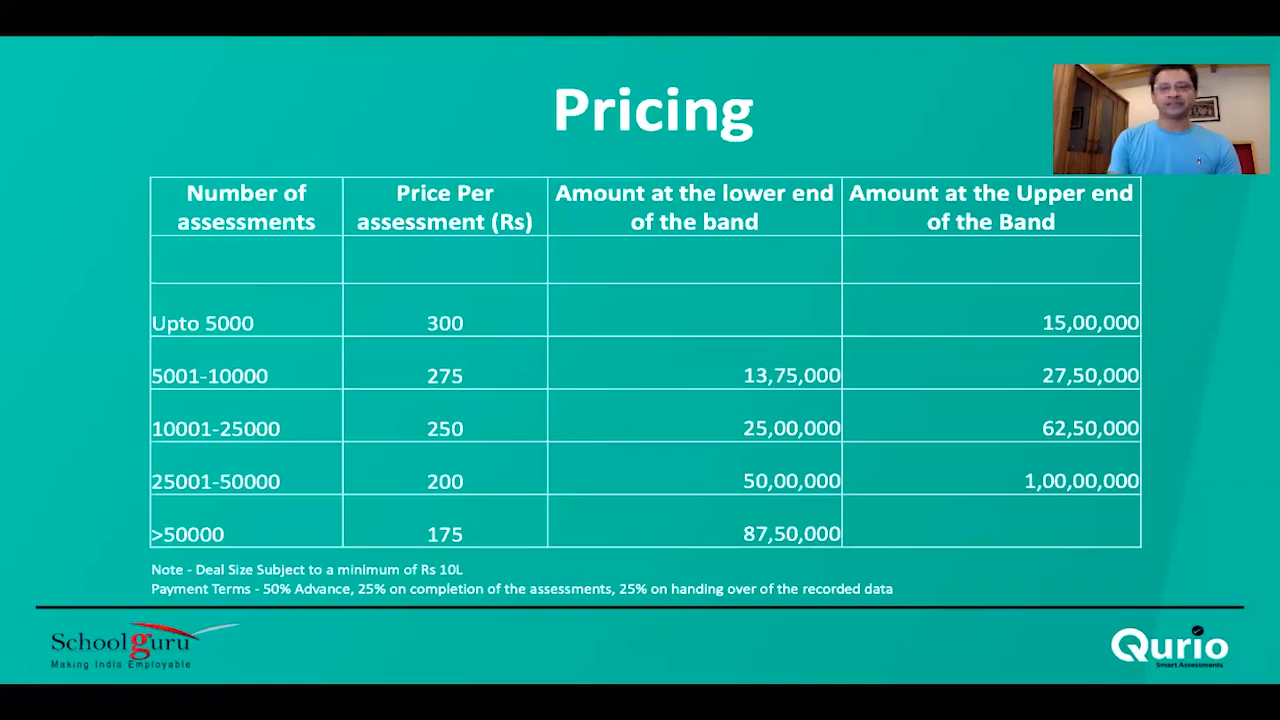 Pricing
Number of assessments
Price Per assessment (Rs)
Amount at the lower end of the band
Amount at the Upper end of the Band
Upto 5000 300 15,00,000
5001-10000 275 13,75,000 27,50,000
10001-25000 250 25,00,000 62,50,000
25001-50000 200 50,00,000 1,00,00,000
>50000 175 87,50,000
Note - Deal Size Subject to a minimum of Rs 10L
Payment Terms - 50% Advance, 25% on completion of the assessments, 25% on handing over of the recorded data
Schoolguru
Making India Employable
Qurio
Smart Assessments